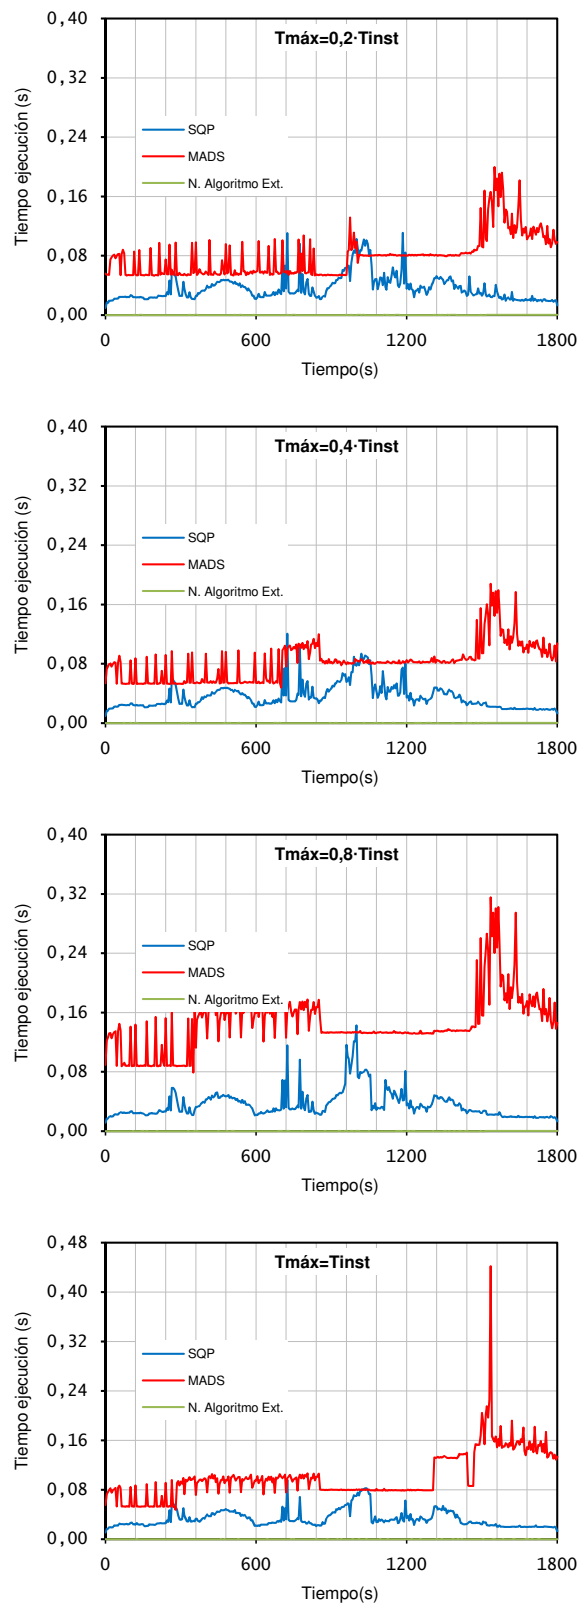 Tmáx=0,2·Tinst
Tiempo ejecución (s)
0,40
0,32
0,24
0,16
0,08
0,00
SQP
MADS
N. Algoritmo Ext.
0
600
1200
1800
Tiempo(s)
Tmáx=0,4·Tinst
Tiempo ejecución (s)
0,40
0,32
0,24
0,16
0,08
0,00
SQP
MADS
N. Algoritmo Ext.
0
600
1200
1800
Tiempo(s)
Tmáx=0,8·Tinst
Tiempo ejecución (s)
0,40
0,32
0,24
0,16
0,08
0,00
SQP
MADS
N. Algoritmo Ext.
0
600
1200
1800
Tiempo(s)
Tmáx=Tinst
Tiempo ejecución (s)
0,48
0,40
0,32
0,24
0,16
0,08
0,00
SQP
MADS
N. Algoritmo Ext.
0
600
1200
1800
Tiempo(s)